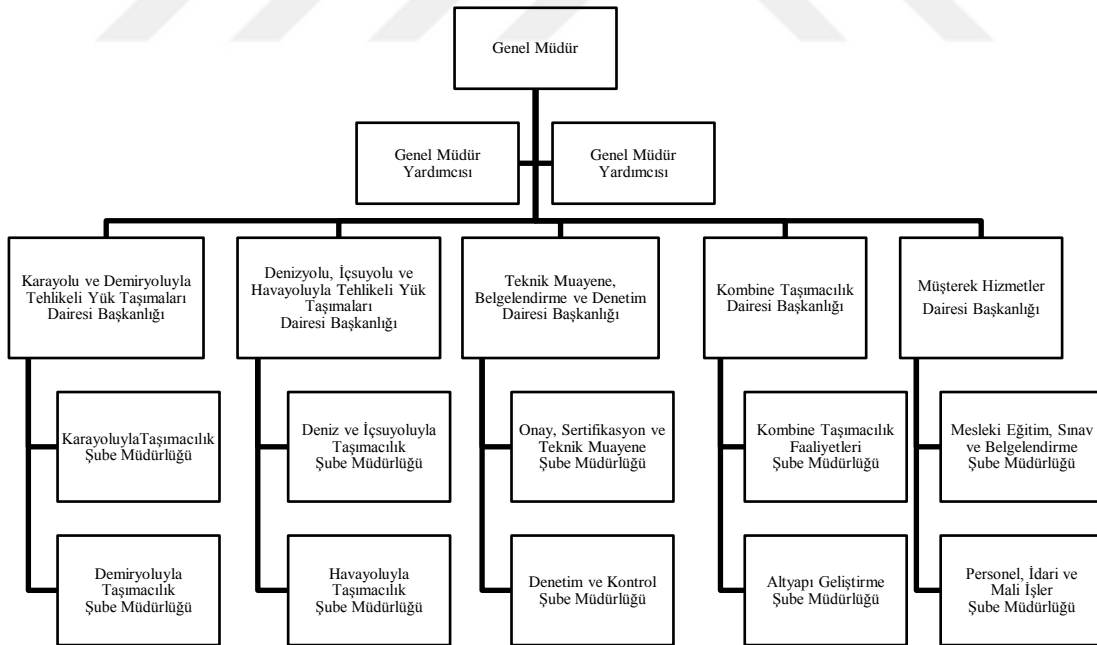 Genel Müdür
Genel Müdür
Yardımcısı
Genel Müdür
Yardımcısı
Karayolu ve Demiryoluyla
Tehlikeli Yük Taşımaları
Dairesi Başkanlığı
Denizyolu, İçsuyolu ve
Havayoluyla Tehlikeli Yük
Taşımaları
Dairesi Başkanlığı
Teknik Muayene,
Belgelendirme ve Denetim
Dairesi Başkanlığı
Kombine Taşımacılık
Dairesi Başkanlığı
Müşterek Hizmetler
Dairesi Başkanlığı
KarayoluylaTaşımacılık
Şube Müdürlüğü
Deniz ve İçsuyoluyla
Taşımacılık
Şube Müdürlüğü
Onay, Sertifikasyon ve
Teknik Muayene
Şube Müdürlüğü
Kombine Taşımacılık
Faaliyetleri
Şube Müdürlüğü
Mesleki Eğitim, Sınav
ve Belgelendirme
Şube Müdürlüğü
Demiryoluyla
Taşımacılık
Şube Müdürlüğü
Havayoluyla
Taşımacılık
Şube Müdürlüğü
Denetim ve Kontrol
Şube Müdürlüğü
Altyapı Geliştirme
Şube Müdürlüğü
Personel, İdari ve
Mali İşler
Şube Müdürlüğü